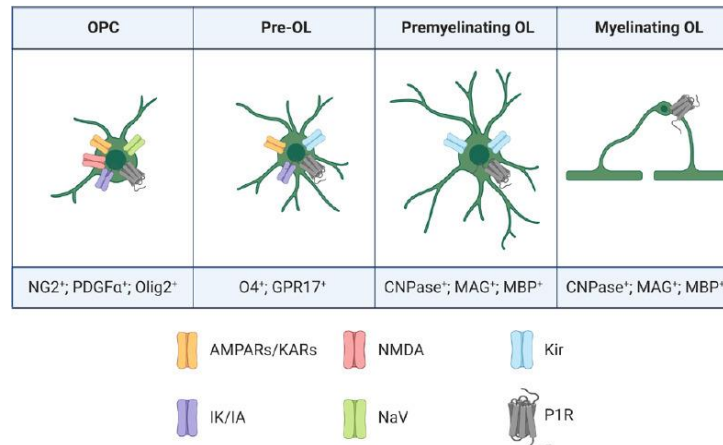 OPC
Pre-OL
Premyelinating OL
Myelinating OL
NG2⁺; PDGFα⁺; Olig2⁺
O4⁺; GPR17⁺
CNPase⁺; MAG⁺; MBP⁺
CNPase⁺; MAG⁺; MBP⁺
AMPARs/KARs
NMDA
Kir
IK/IA
NaV
P1R